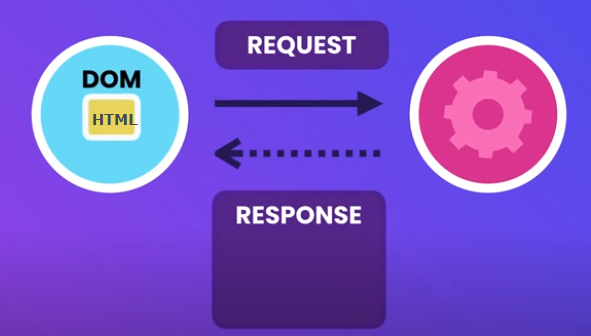 DOM
HTML
REQUEST
RESPONSE